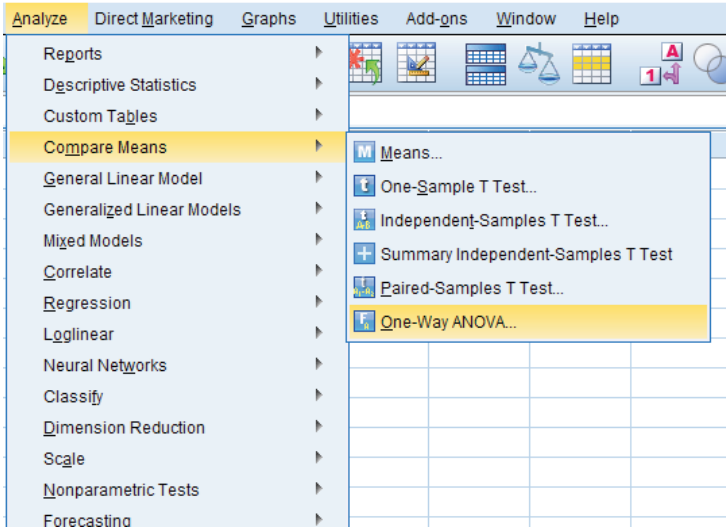 Analyze Direct Marketing Graphs Utilities Add-ons Window Help
Reports
Descriptive Statistics
Custom Tables
Compare Means
General Linear Model
Generalized Linear Models
Mixed Models
Correlate
Regression
Loglinear
Neural Networks
Classify
Dimension Reduction
Scale
Nonparametric Tests
Forecasting
A
1
M Means...
t One-Sample T Test...
Independent-Samples T Test...
Summary Independent-Samples T Test
Paired-Samples T Test...
One-Way ANOVA...